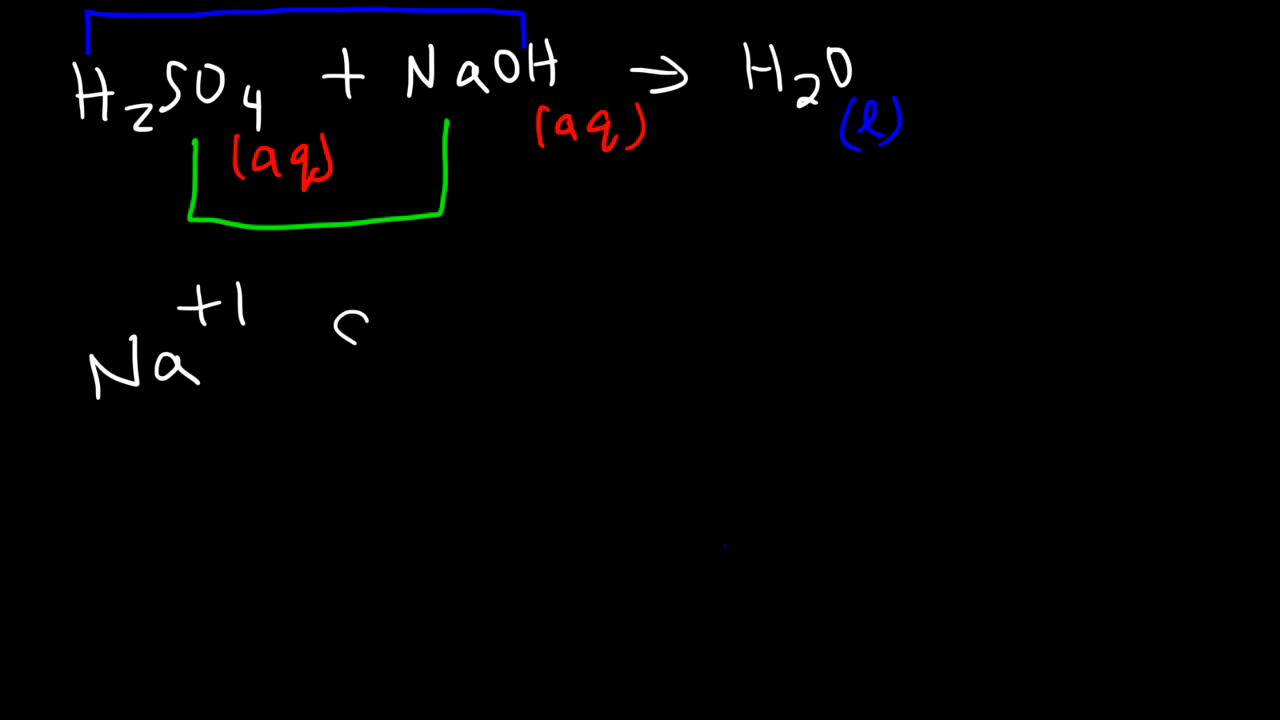 H₂SO₄ + NaOH → H₂O
(aq) (aq) (l)
Na⁺¹